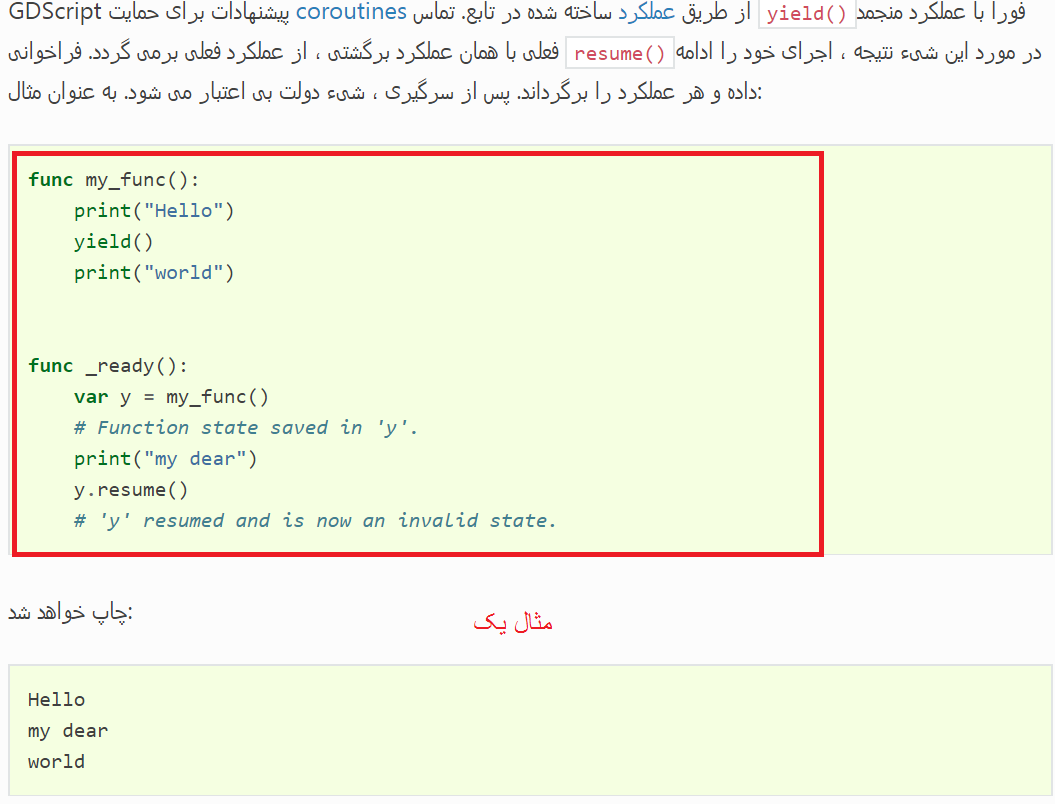 GDScript پیشنهادات برای حمایت coroutines از طریق عملکرد ساخته شده در تابع. تماس yield() فورا با عملکرد منجمد
فعلی با همان عملکرد برگشتی ، از عملکرد فعلی برمی گردد. فراخوانی resume() در مورد این شیء نتیجه ، اجرای خود را ادامه
داده و هر عملکرد را برگرداند. پس از سرگیری ، شیء دولت بی اعتبار می شود. به عنوان مثال:
func my_func():
    print("Hello")
    yield()
    print("world")
func _ready():
    var y = my_func()
    # Function state saved in 'y'.
    print("my dear")
    y.resume()
    # 'y' resumed and is now an invalid state.
چاپ خواهد شد:
مثال یک
Hello
my dear
world